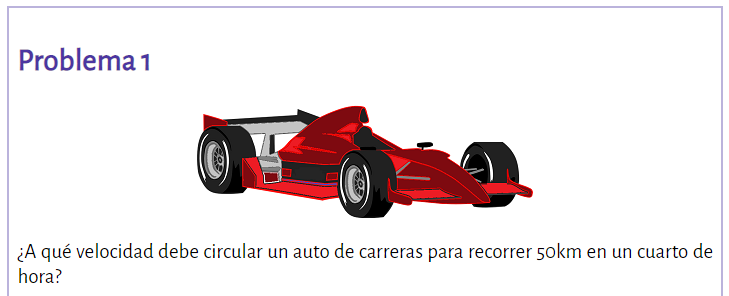 Problema 1
¿A qué velocidad debe circular un auto de carreras para recorrer 50km en un cuarto de
hora?